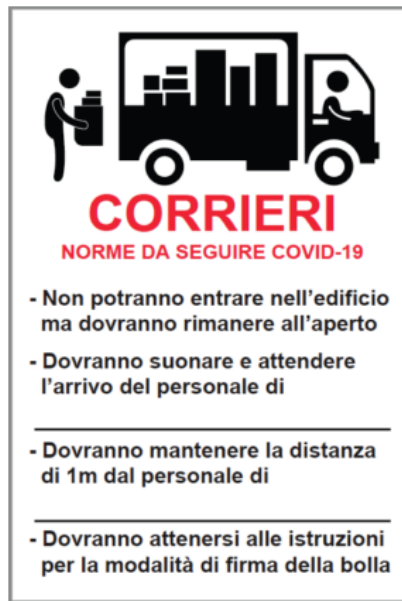 CORRIERI
NORME DA SEGUIRE COVID-19
- Non potranno entrare nell'edificio
ma dovranno rimanere all'aperto
- Dovranno suonare e attendere
l'arrivo del personale di
- Dovranno mantenere la distanza
di 1m dal personale di
- Dovranno attenersi alle istruzioni
per la modalità di firma della bolla